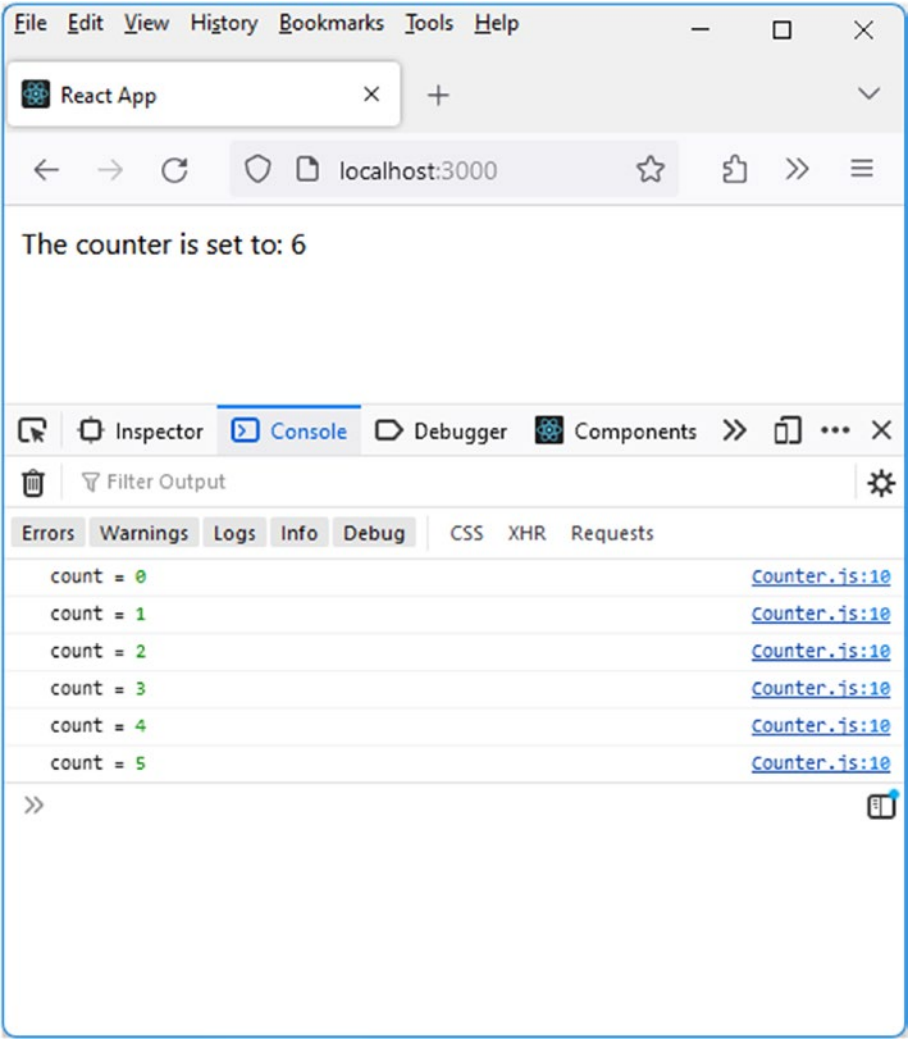 File Edit View History Bookmarks Tools Help
React App
localhost:3000
The counter is set to: 6
Inspector Console Debugger Components
Filter Output
Errors Warnings Logs Info Debug CSS XHR Requests
count = 0 Counter.js:10
count = 1 Counter.js:10
count = 2 Counter.js:10
count = 3 Counter.js:10
count = 4 Counter.js:10
count = 5 Counter.js:10